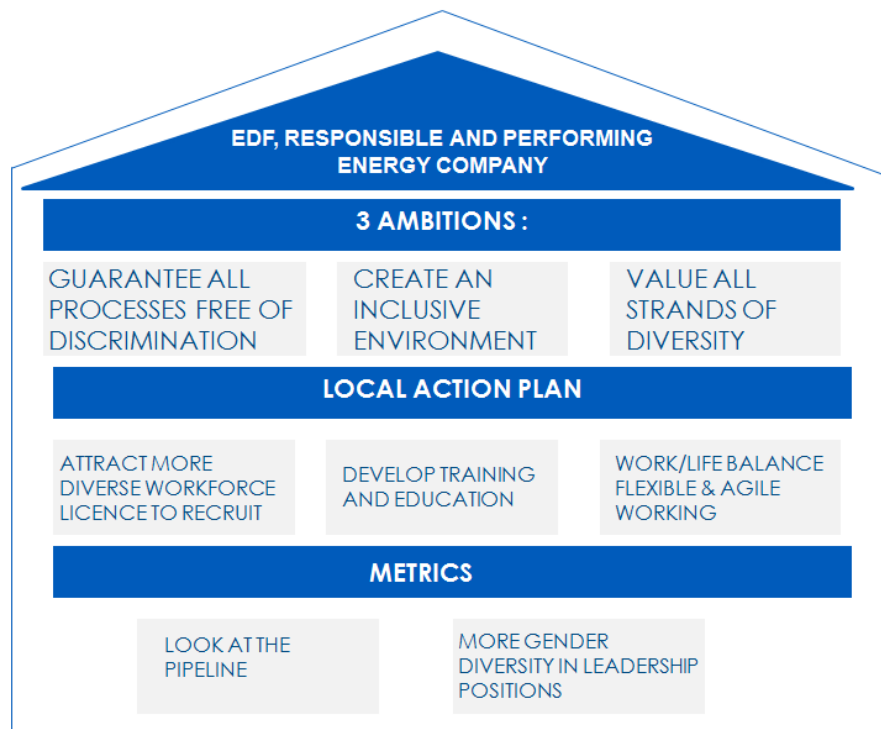 EDF, RESPONSIBLE AND PERFORMING
ENERGY COMPANY
3 AMBITIONS :
GUARANTEE ALL
PROCESSES FREE OF
DISCRIMINATION
CREATE AN
INCLUSIVE
ENVIRONMENT
VALUE ALL
STRANDS OF
DIVERSITY
LOCAL ACTION PLAN
ATTRACT MORE
DIVERSE WORKFORCE
LICENCE TO RECRUIT
DEVELOP TRAINING
AND EDUCATION
WORK/LIFE BALANCE
FLEXIBLE & AGILE
WORKING
METRICS
LOOK AT THE
PIPELINE
MORE GENDER
DIVERSITY IN LEADERSHIP
POSITIONS